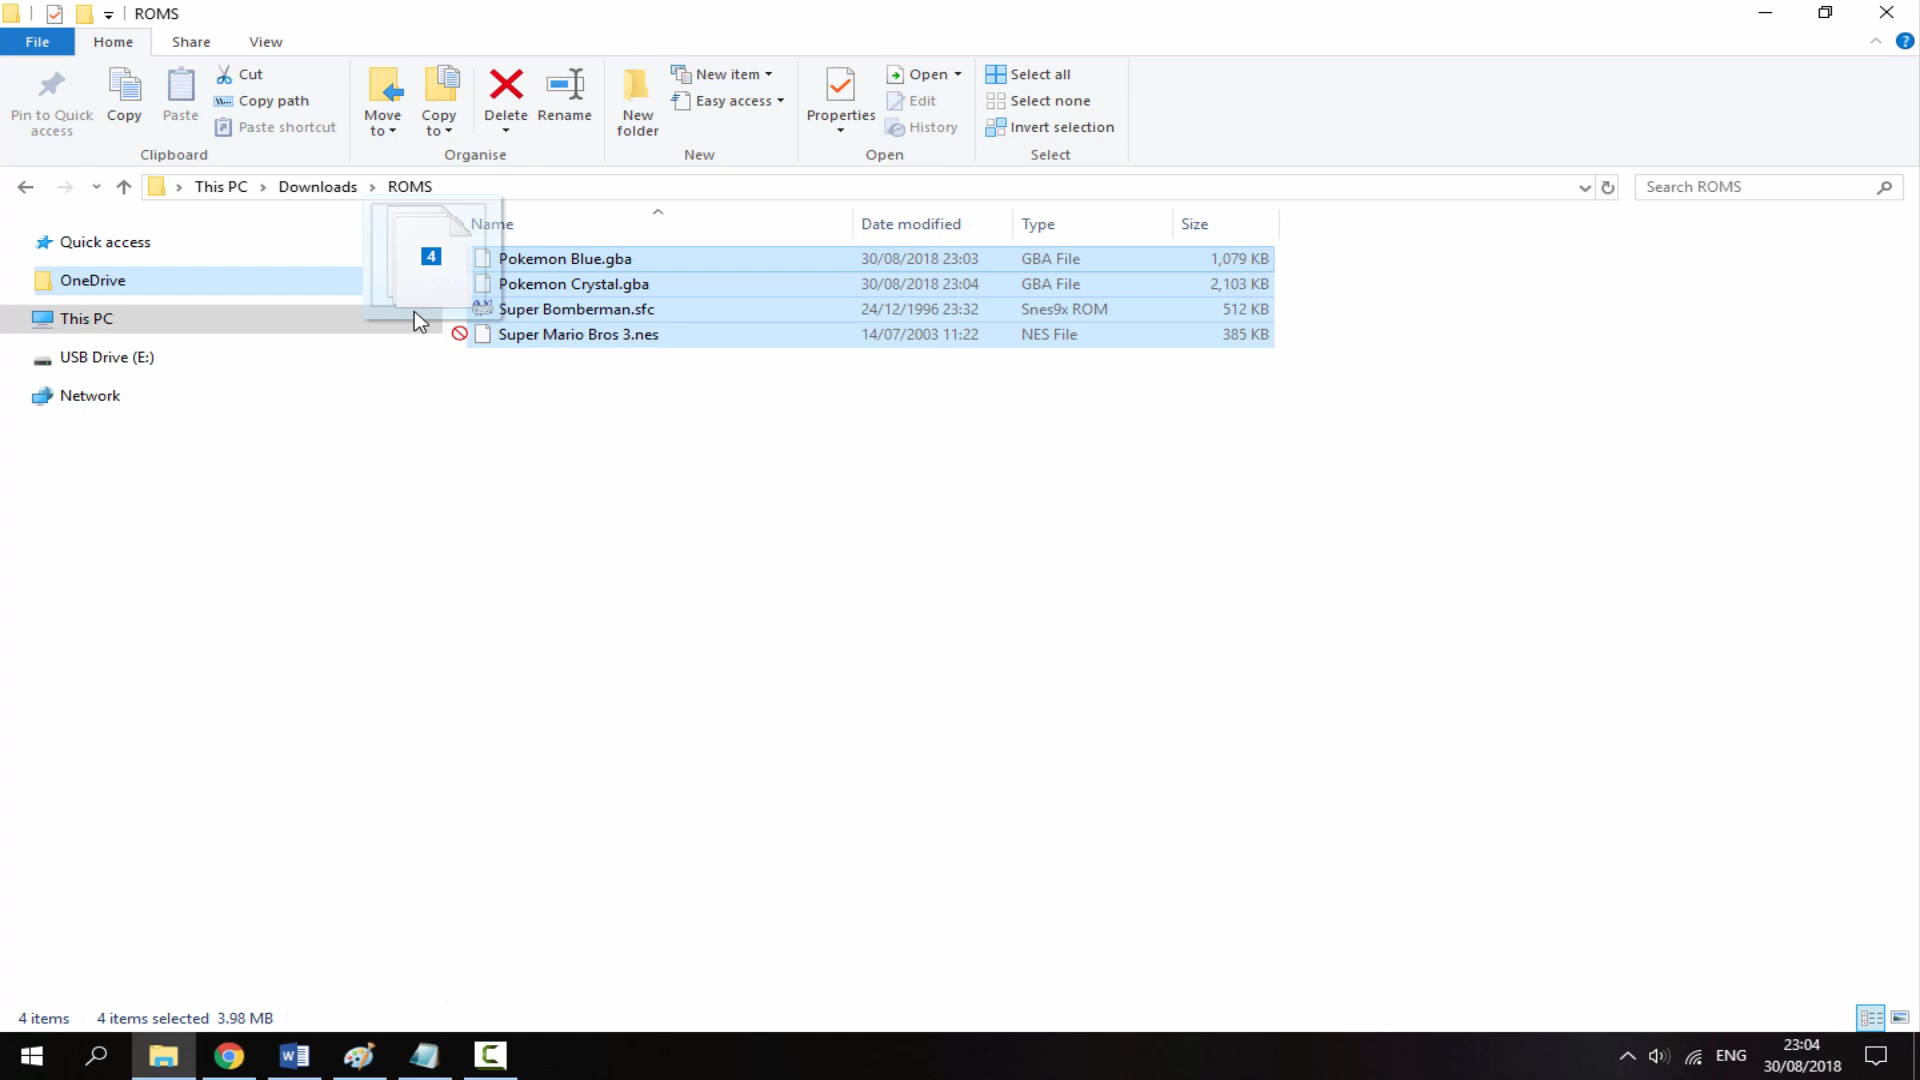 ROMS
File Home Share View
Pin to Quick access
Copy
Paste
Cut
Copy path
Paste shortcut
Clipboard
Move to
Copy to
Delete
Rename
Organise
New folder
New item
Easy access
New
Properties
Open
Edit
History
Open
Select all
Select none
Invert selection
Select
This PC Downloads ROMS
Search ROMS
Name Date modified Type Size
Quick access
OneDrive
This PC
USB Drive (E:)
Network
4
Pokemon Blue.gba 30/08/2018 23:03 GBA File 1,079 KB
Pokemon Crystal.gba 30/08/2018 23:04 GBA File 2,103 KB
Super Bomberman.sfc 24/12/1996 23:32 Snes9x ROM 512 KB
Super Mario Bros 3.nes 14/07/2003 11:22 NES File 385 KB
4 items 4 items selected 3.98 MB
ENG
23:04
30/08/2018